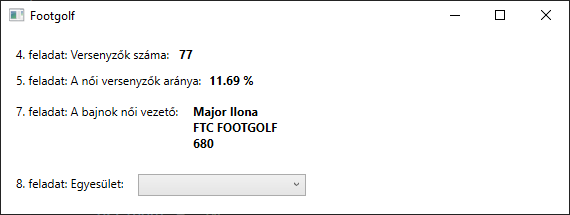 Footgolf
4. feladat: Versenyzők száma: 77
5. feladat: A női versenyzők aránya: 11.69 %
7. feladat: A bajnok női vezető: Major Ilona
FTC FOOTGOLF
680
8. feladat: Egyesület: